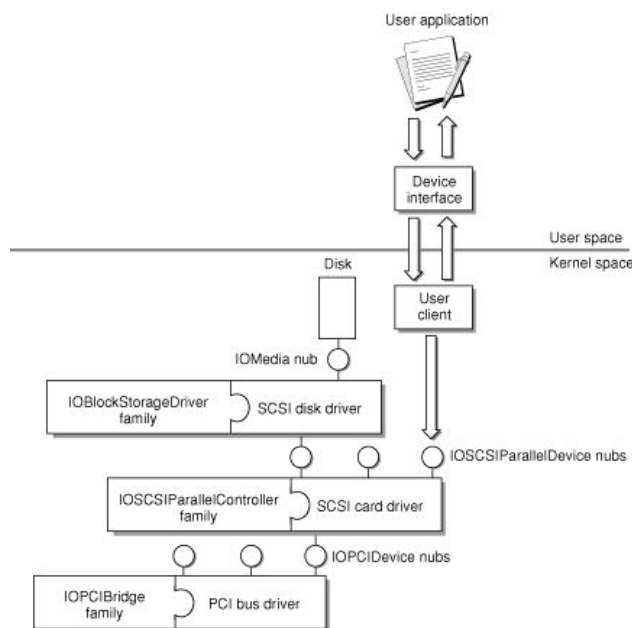 User application
Device
interface
User space
Kernel space
Disk
User
client
IOMedia nub
IOBlockStorageDriver
family
SCSI disk driver
IOSCSIParallelDevice nubs
IOSCSIParallelController
family
SCSI card driver
IOPCIDevice nubs
IOPCIBridge
family
PCI bus driver